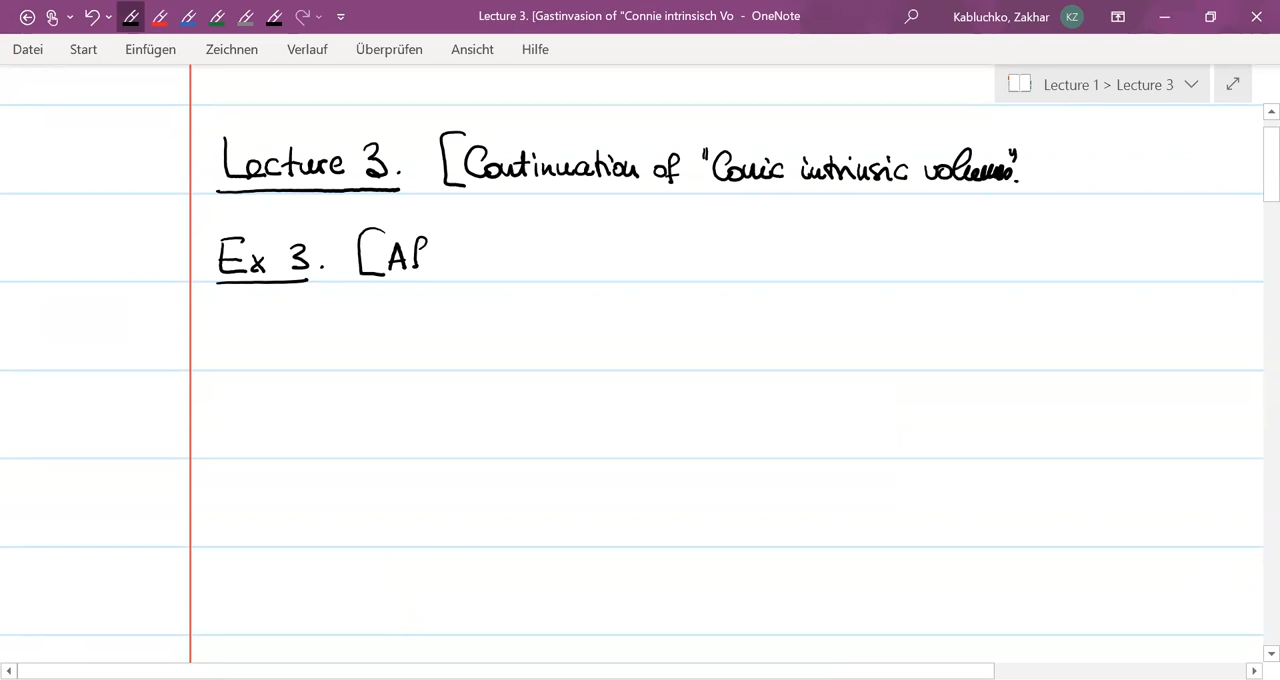 Lecture 3. [Gastinvasion of "Connie intrinsisch Vo - OneNote
Kabluchko, Zakhar
KZ
Datei Start Einfügen Zeichnen Verlauf Überprüfen Ansicht Hilfe
Lecture 1 > Lecture 3
Lecture 3. [Continuation of "Conic intrinsic volumes".
Ex 3. [AP